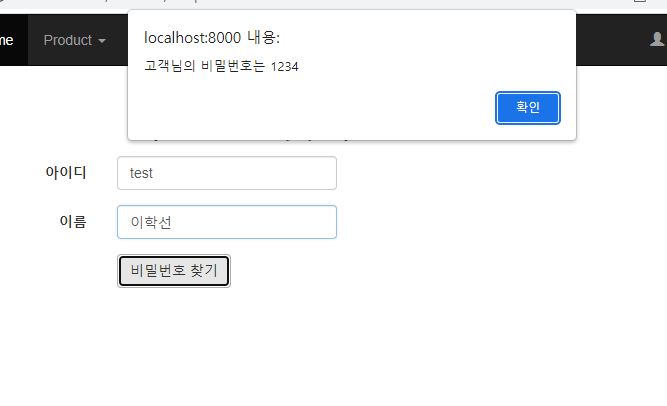 me Product
localhost:8000 내용:
고객님의 비밀번호는 1234
확인
아이디 test
이름 이학선
비밀번호 찾기